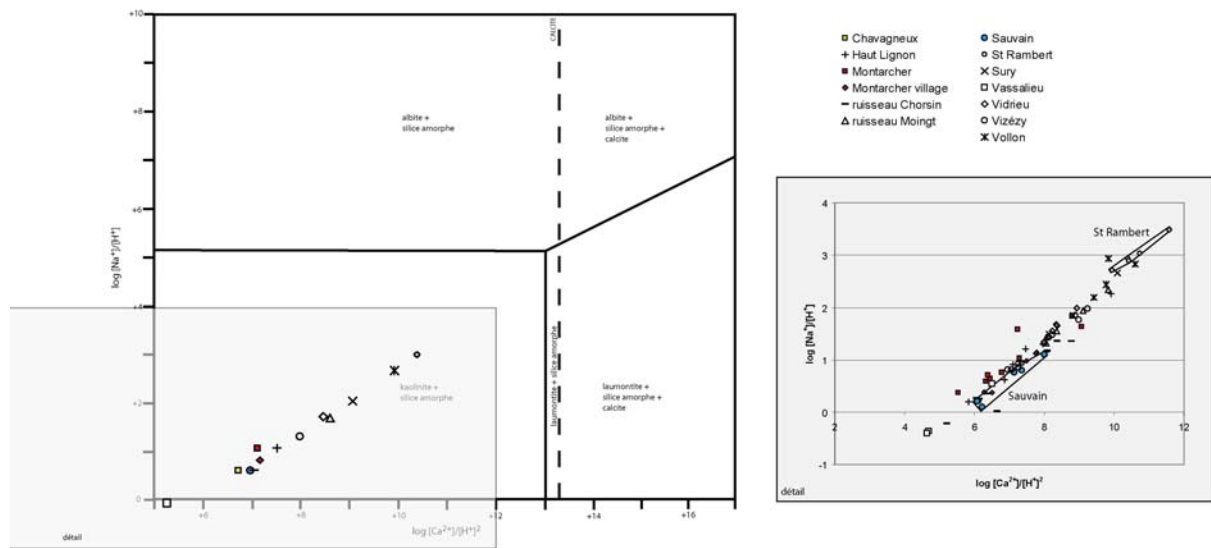 +10
+8
+6
+4
+2
0
log [Na⁺]/[H⁺]
CALCITE
albite +
silice amorphe
albite +
silice amorphe +
calcite
kaolinite +
silice amorphe
laumontite + silice amorphe
laumontite +
silice amorphe +
calcite
+6
+8
+10
+12
+14
+16
log [Ca²⁺]/[H⁺]²
détail
Chavagneux
Haut Lignon
Montarcher
Montarcher village
ruisseau Chorsin
ruisseau Moingt
Sauvain
St Rambert
Sury
Vassalieu
Vidrieu
Vizézy
Vollon
4
3
2
1
0
-1
log [Na⁺]/[H⁺]
St Rambert
Sauvain
2
4
6
8
10
12
log [Ca²⁺]/[H⁺]²
détail